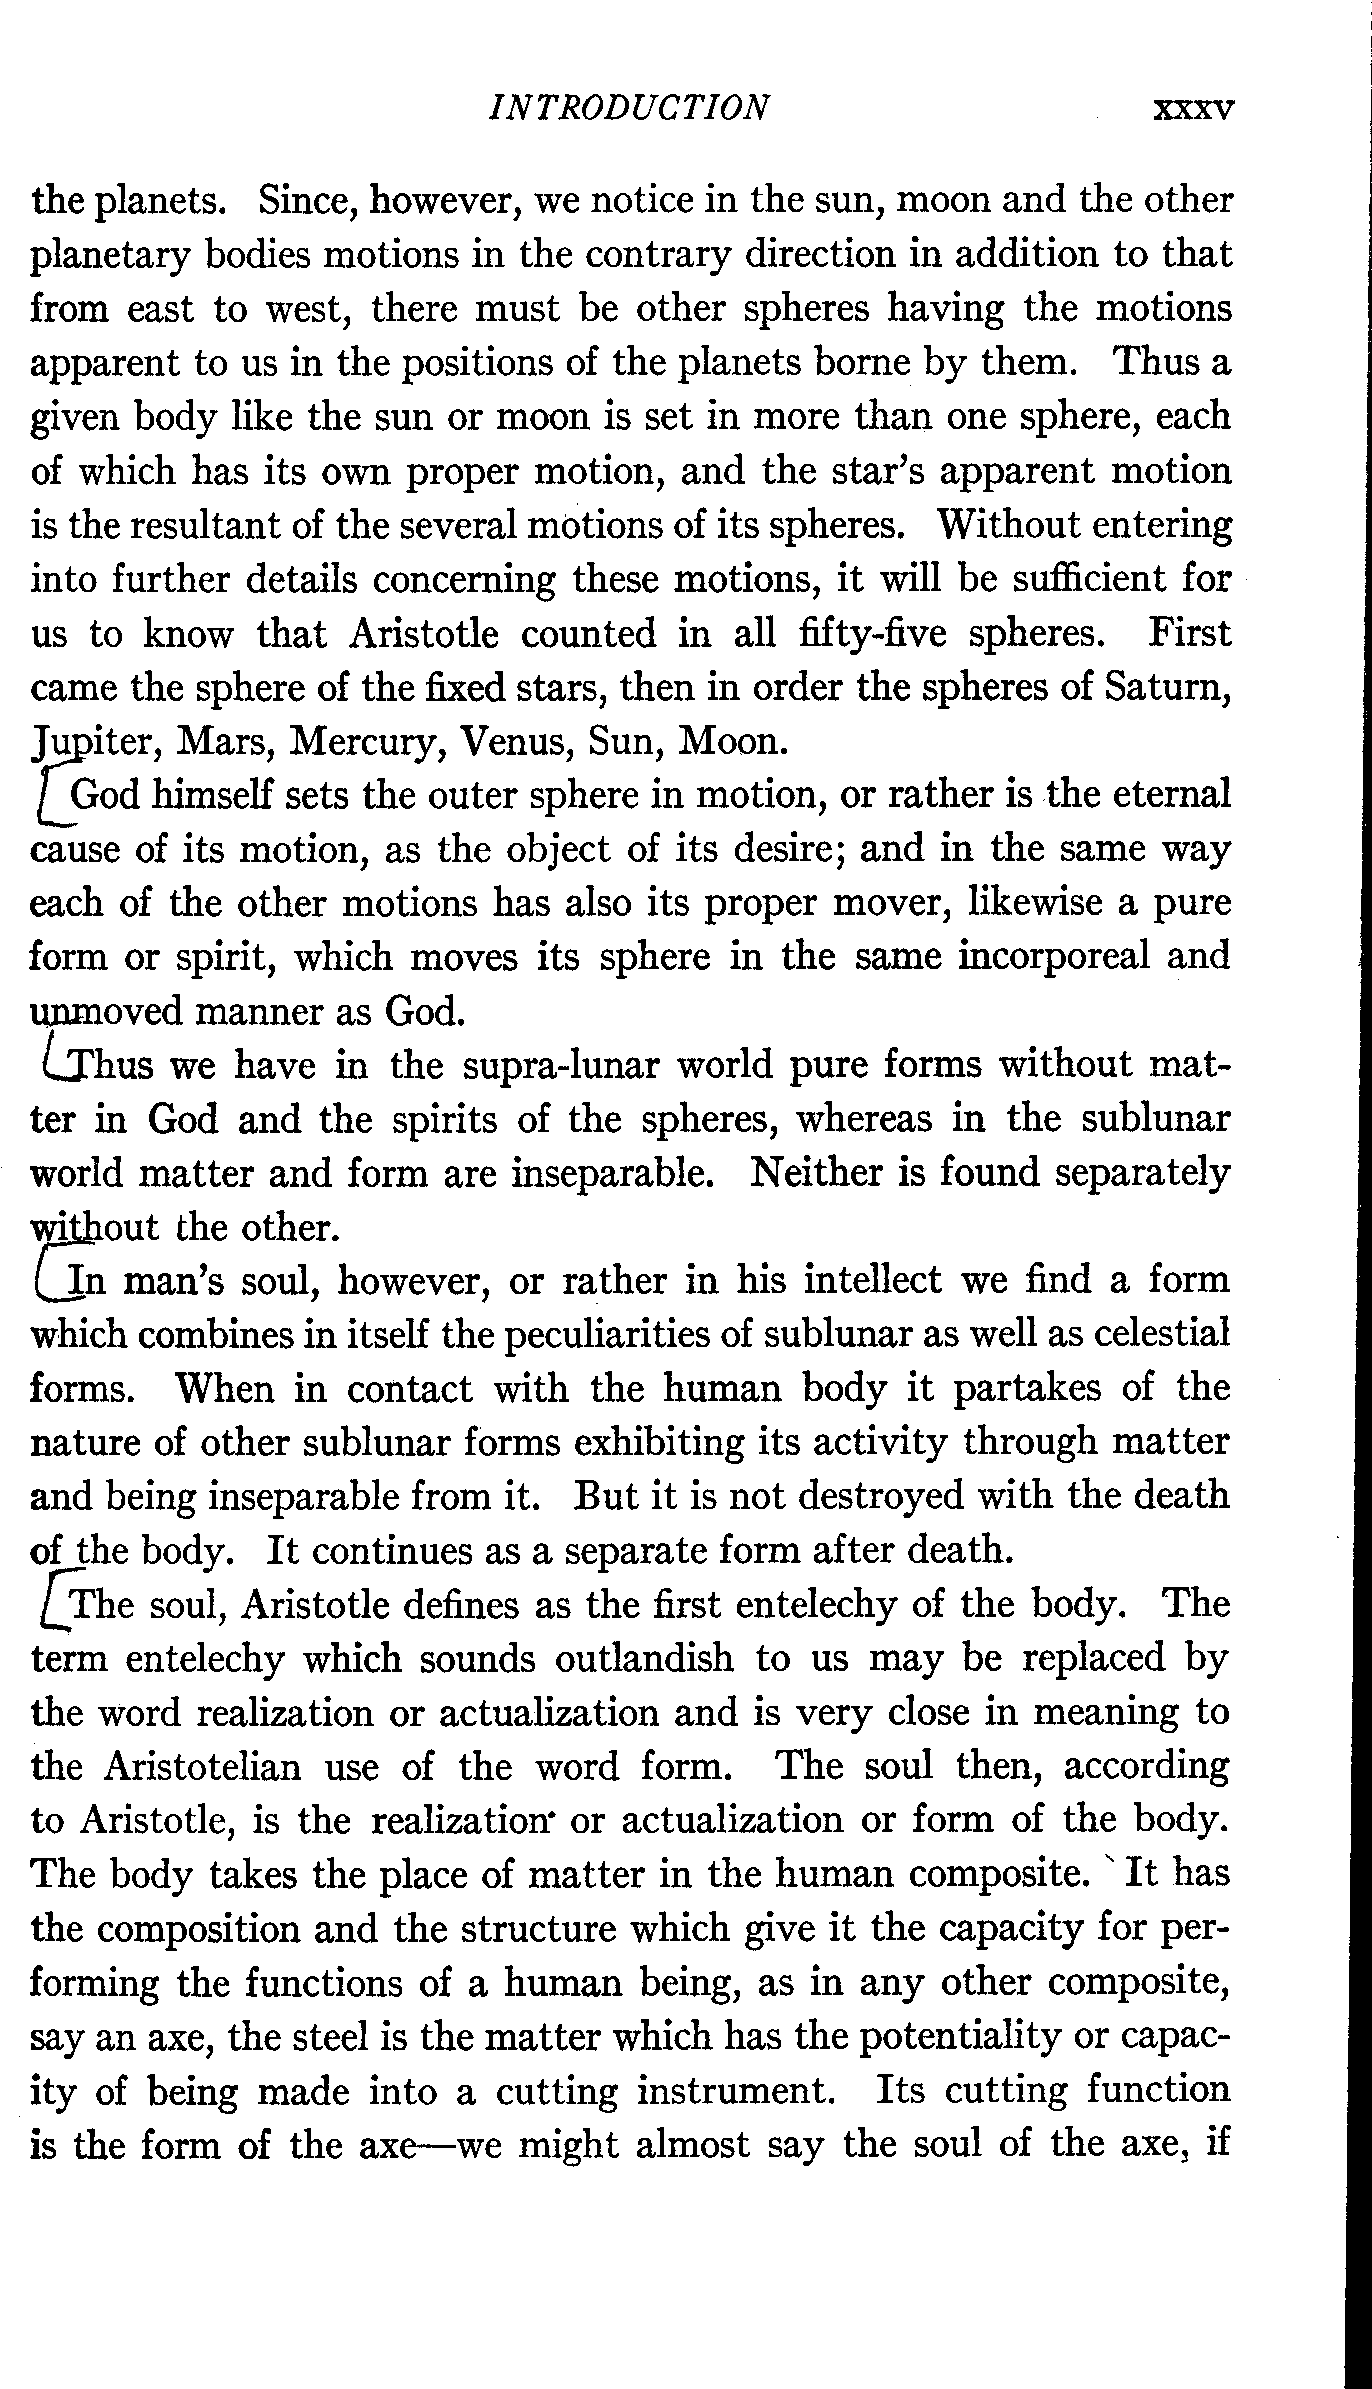 INTRODUCTION xxxv
the planets. Since, however, we notice in the sun, moon and the other
planetary bodies motions in the contrary direction in addition to that
from east to west, there must be other spheres having the motions
apparent to us in the positions of the planets borne by them. Thus a
given body like the sun or moon is set in more than one sphere, each
of which has its own proper motion, and the star's apparent motion
is the resultant of the several motions of its spheres. Without entering
into further details concerning these motions, it will be sufficient for
us to know that Aristotle counted in all fifty-five spheres. First
came the sphere of the fixed stars, then in order the spheres of Saturn,
Jupiter, Mars, Mercury, Venus, Sun, Moon.
God himself sets the outer sphere in motion, or rather is the eternal
cause of its motion, as the object of its desire; and in the same way
each of the other motions has also its proper mover, likewise a pure
form or spirit, which moves its sphere in the same incorporeal and
unmoved manner as God.
Thus we have in the supra-lunar world pure forms without mat-
ter in God and the spirits of the spheres, whereas in the sublunar
world matter and form are inseparable. Neither is found separately
without the other.
In man's soul, however, or rather in his intellect we find a form
which combines in itself the peculiarities of sublunar as well as celestial
forms. When in contact with the human body it partakes of the
nature of other sublunar forms exhibiting its activity through matter
and being inseparable from it. But it is not destroyed with the death
of the body. It continues as a separate form after death.
The soul, Aristotle defines as the first entelechy of the body. The
term entelechy which sounds outlandish to us may be replaced by
the word realization or actualization and is very close in meaning to
the Aristotelian use of the word form. The soul then, according
to Aristotle, is the realization or actualization or form of the body.
The body takes the place of matter in the human composite. It has
the composition and the structure which give it the capacity for per-
forming the functions of a human being, as in any other composite,
say an axe, the steel is the matter which has the potentiality or capac-
ity of being made into a cutting instrument. Its cutting function
is the form of the axe—we might almost say the soul of the axe, if